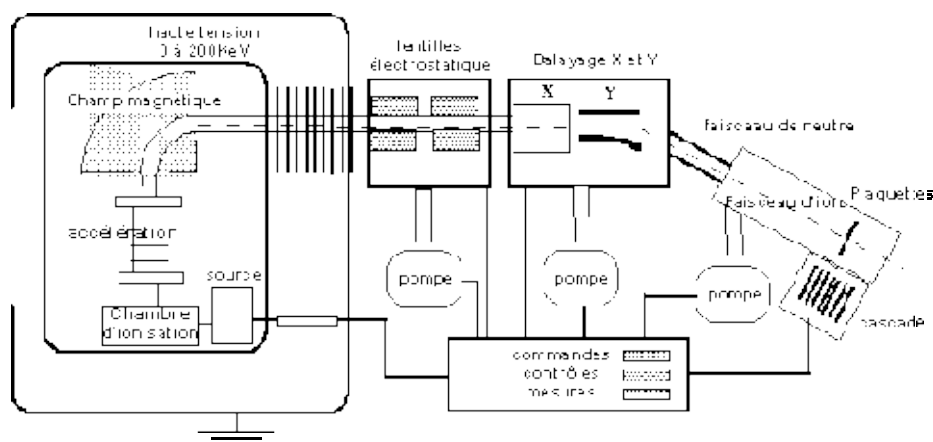 haute tension
0 à 200KeV
lentilles
électrostatique
Balayage X et Y
Champ magnétique
X
Y
faisceau de neutre
Faisceau d'ions
Plaquettes
accélération
source
pompe
pompe
pompe
Chambre
d'ionisation
cascade
commandes
contrôles
mesures